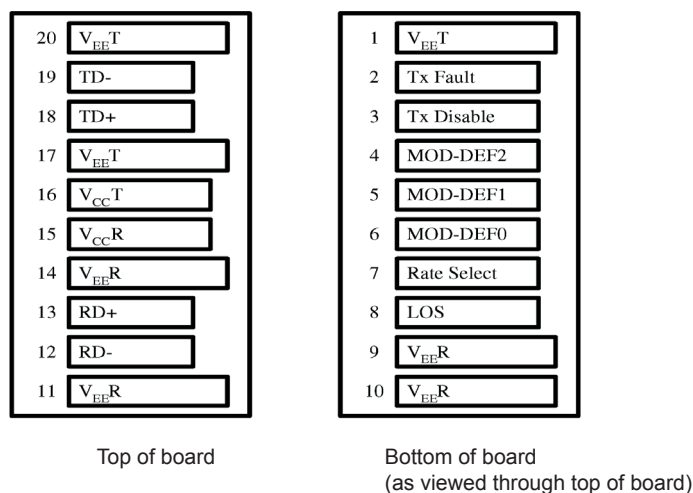 20 VEET
19 TD-
18 TD+
17 VEET
16 VCCT
15 VCCR
14 VEER
13 RD+
12 RD-
11 VEER
Top of board
1 VEET
2 Tx Fault
3 Tx Disable
4 MOD-DEF2
5 MOD-DEF1
6 MOD-DEF0
7 Rate Select
8 LOS
9 VEER
10 VEER
Bottom of board
(as viewed through top of board)